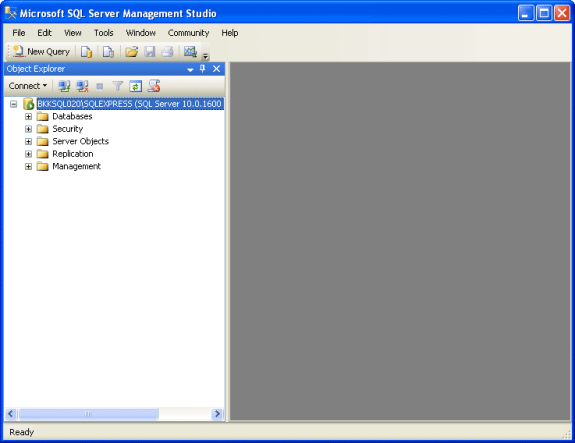 Microsoft SQL Server Management Studio
File Edit View Tools Window Community Help
New Query
Object Explorer
Connect
BKKSQL020\SQLEXPRESS (SQL Server 10.0.1600
Databases
Security
Server Objects
Replication
Management
Ready